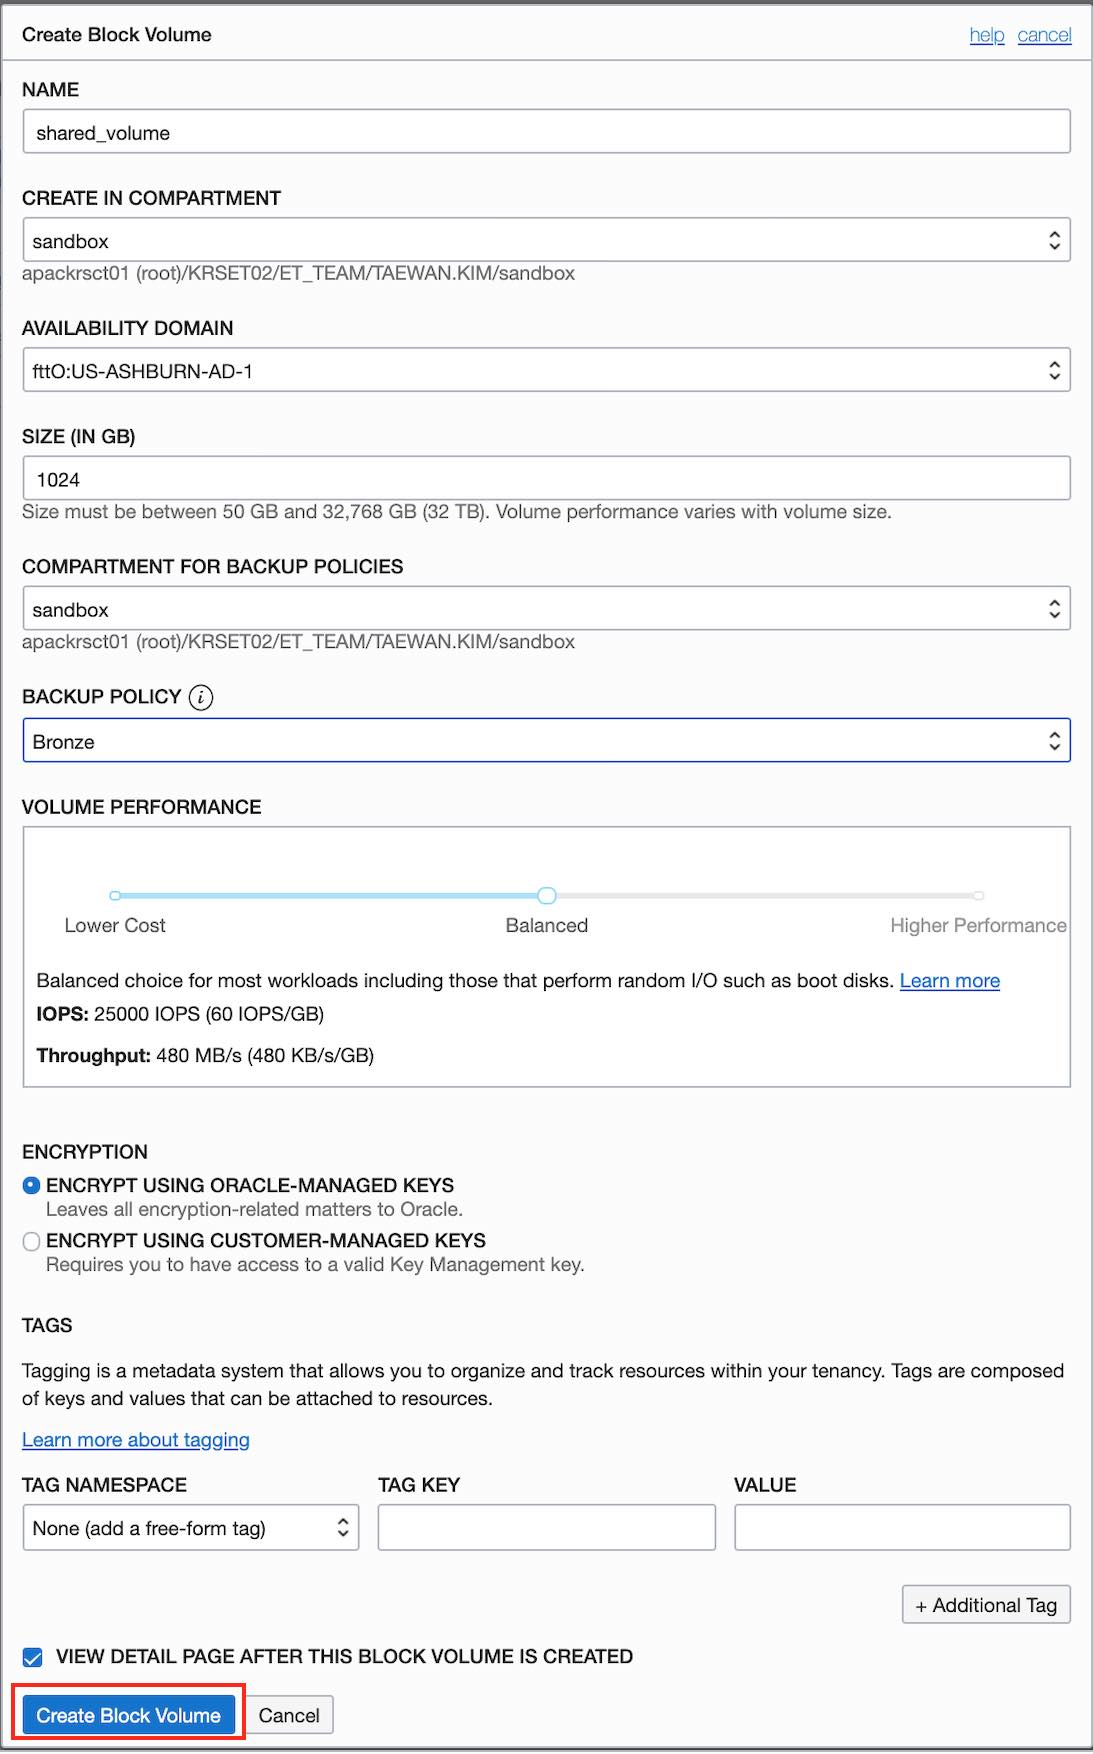 Create Block Volume help cancel
NAME
shared_volume
CREATE IN COMPARTMENT
sandbox
apackrsct01 (root)/KRSET02/ET_TEAM/TAEWAN.KIM/sandbox
AVAILABILITY DOMAIN
fttO:US-ASHBURN-AD-1
SIZE (IN GB)
1024
Size must be between 50 GB and 32,768 GB (32 TB). Volume performance varies with volume size.
COMPARTMENT FOR BACKUP POLICIES
sandbox
apackrsct01 (root)/KRSET02/ET_TEAM/TAEWAN.KIM/sandbox
BACKUP POLICY i
Bronze
VOLUME PERFORMANCE
Lower Cost Balanced Higher Performance
Balanced choice for most workloads including those that perform random I/O such as boot disks. Learn more
IOPS: 25000 IOPS (60 IOPS/GB)
Throughput: 480 MB/s (480 KB/s/GB)
ENCRYPTION
ENCRYPT USING ORACLE-MANAGED KEYS
Leaves all encryption-related matters to Oracle.
ENCRYPT USING CUSTOMER-MANAGED KEYS
Requires you to have access to a valid Key Management key.
TAGS
Tagging is a metadata system that allows you to organize and track resources within your tenancy. Tags are composed
of keys and values that can be attached to resources.
Learn more about tagging
TAG NAMESPACE TAG KEY VALUE
None (add a free-form tag)
+ Additional Tag
VIEW DETAIL PAGE AFTER THIS BLOCK VOLUME IS CREATED
Create Block Volume Cancel